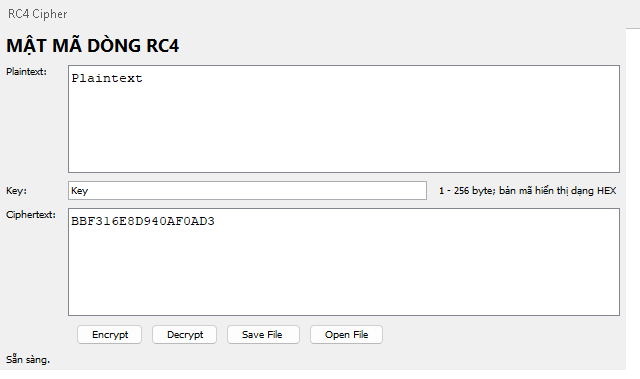 RC4 Cipher
MẬT MÃ DÒNG RC4
Plaintext:
Plaintext
Key:
Key
1 - 256 byte; bản mã hiển thị dạng HEX
Ciphertext:
BBF316E8D940AF0AD3
Encrypt
Decrypt
Save File
Open File
Sẵn sàng.